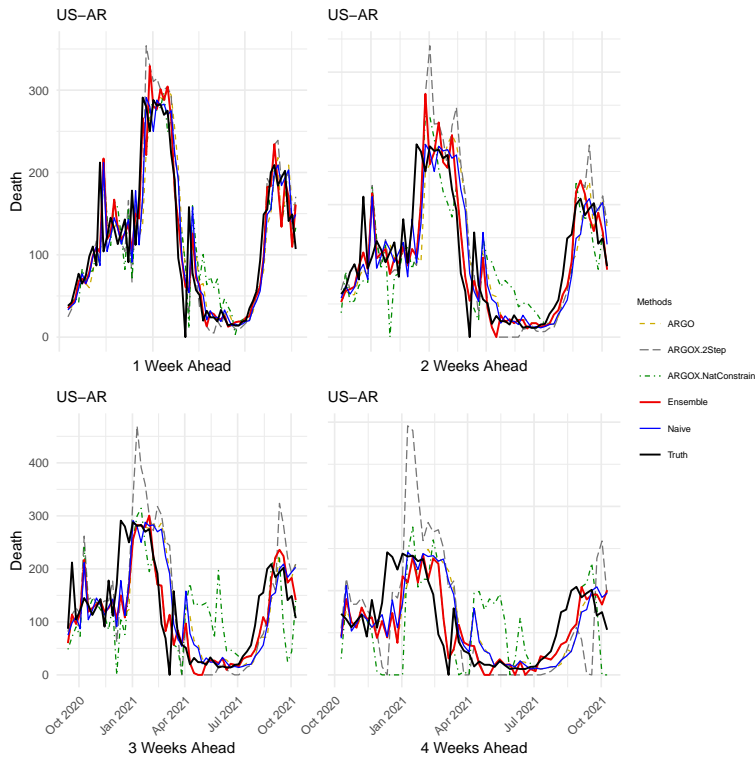 US−AR
US−AR
Death
300
200
100
0
1 Week Ahead
2 Weeks Ahead
Methods
ARGO
ARGOX.2Step
ARGOX.NatConstrain
Ensemble
Naive
Truth
US−AR
US−AR
Death
400
300
200
100
0
Oct 2020
Jan 2021
Apr 2021
Jul 2021
Oct 2021
Oct 2020
Jan 2021
Apr 2021
Jul 2021
Oct 2021
3 Weeks Ahead
4 Weeks Ahead